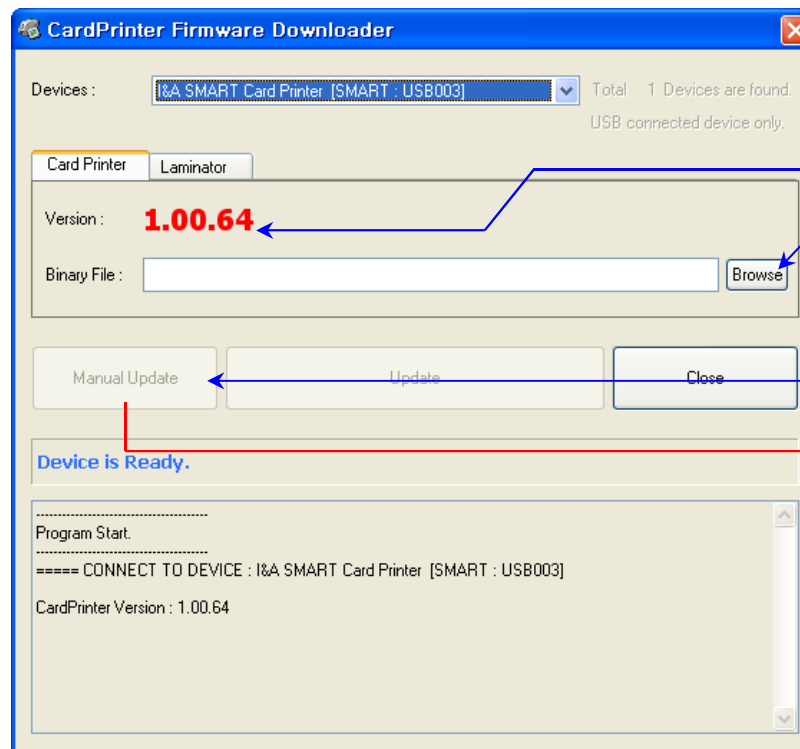 CardPrinter Firmware Downloader
Devices : I&A SMART Card Printer [SMART : USB003] Total 1 Devices are found.
USB connected device only.
Card Printer Laminator
Version : 1.00.64
Binary File : Browse
Manual Update Update Close
Device is Ready.
----------------------------------------
Program Start.
----------------------------------------
===== CONNECT TO DEVICE : I&A SMART Card Printer [SMART : USB003]
CardPrinter Version : 1.00.64